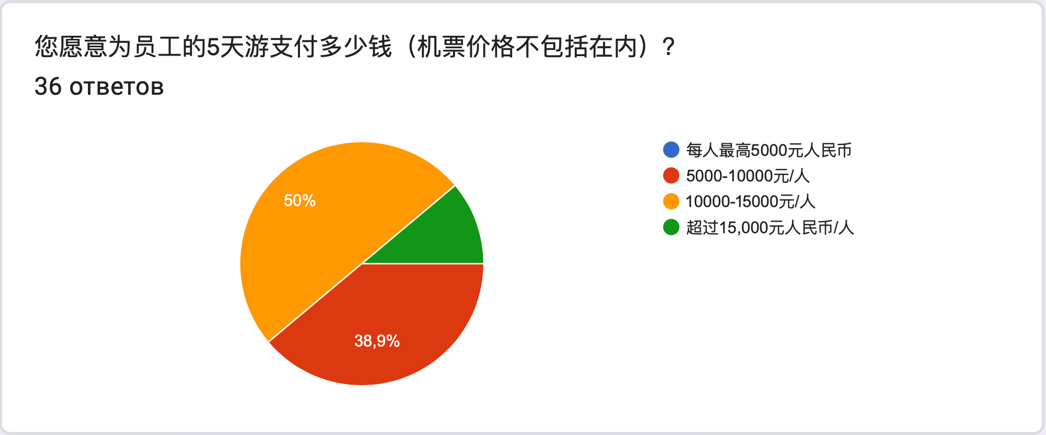 您愿意为员工的5天游支付多少钱（机票价格不包括在内）？
36 ответов
每人最高5000元人民币
5000-10000元/人
10000-15000元/人
超过15,000元人民币/人
50%
38,9%